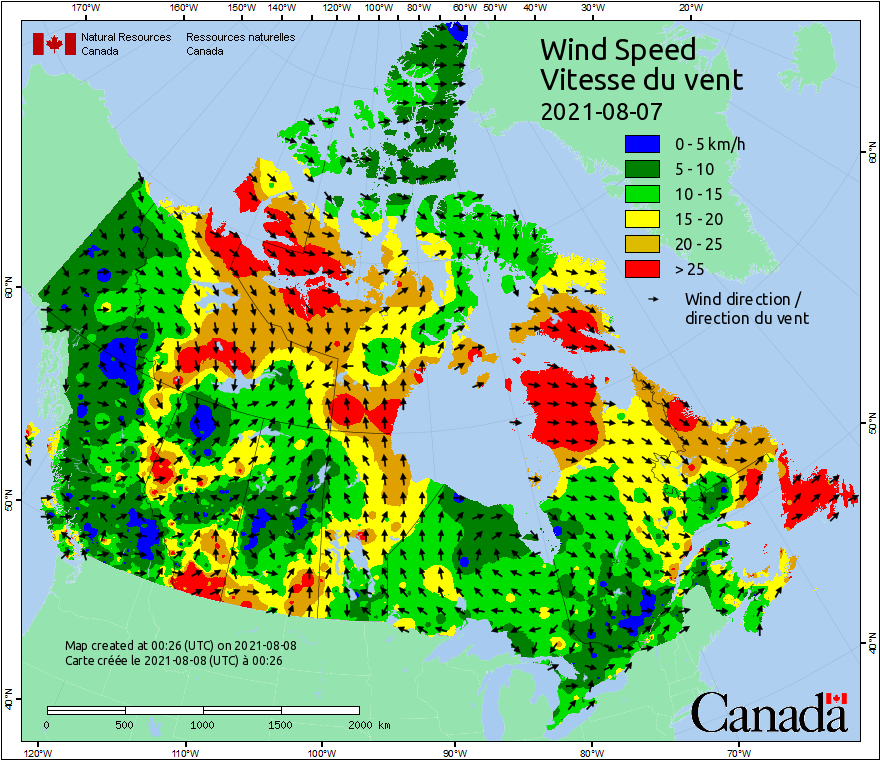 170°W 160°W 150°W 140°W 120°W 100°W 80°W 60°W 50°W 40°W 30°W 20°W
Natural Resources Ressources naturelles
Canada Canada
Wind Speed
Vitesse du vent
2021-08-07
0 - 5 km/h
5 - 10
10 - 15
15 - 20
20 - 25
> 25
Wind direction /
direction du vent
60°N
60°N
50°N
50°N
40°N
40°N
Map created at 00:26 (UTC) on 2021-08-08
Carte créée le 2021-08-08 (UTC) à 00:26
0 500 1000 1500 2000 km
Canada
120°W 110°W 100°W 90°W 80°W 70°W